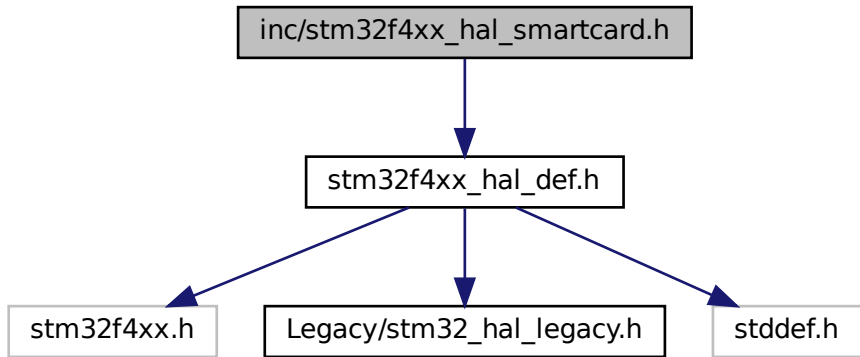 inc/stm32f4xx_hal_smartcard.h
stm32f4xx_hal_def.h
stm32f4xx.h
Legacy/stm32_hal_legacy.h
stddef.h